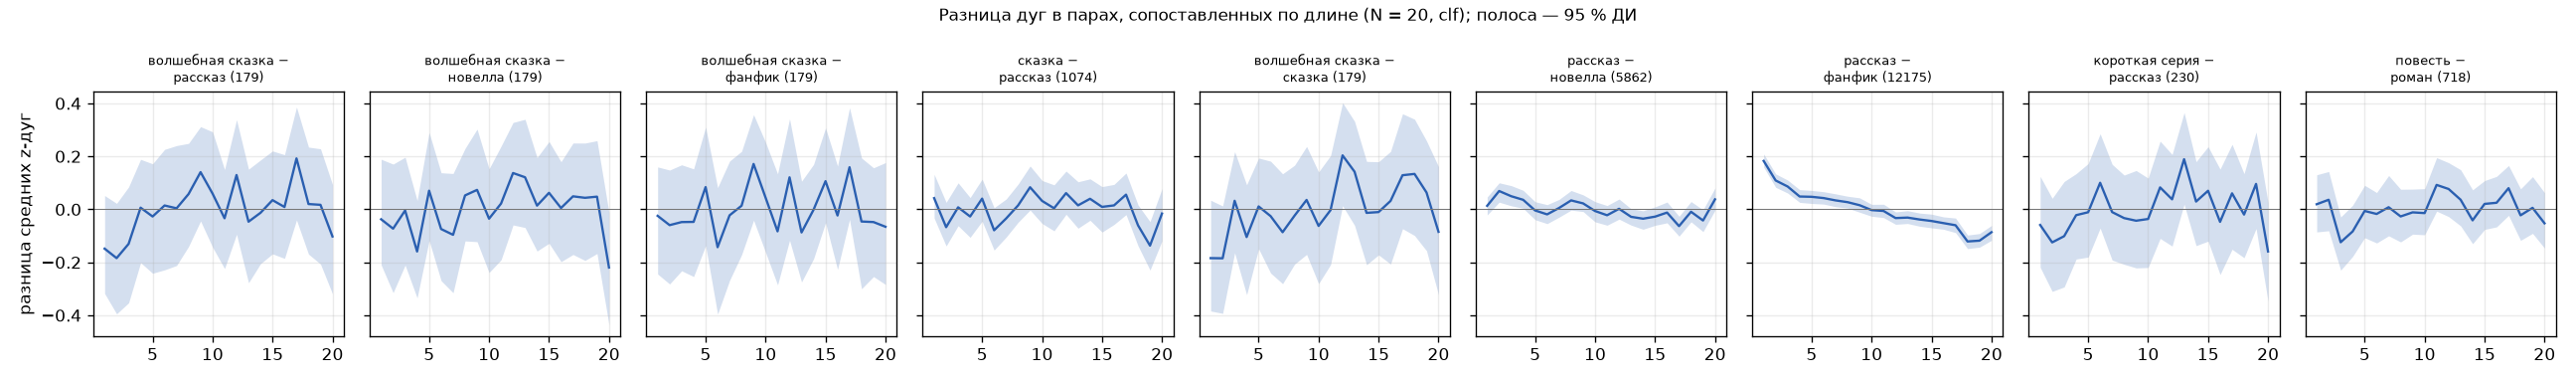 Разница дуг в парах, сопоставленных по длине (N = 20, clf); полоса — 95 % ДИ
волшебная сказка −
рассказ (179)
волшебная сказка −
новелла (179)
волшебная сказка −
фанфик (179)
сказка −
рассказ (1074)
волшебная сказка −
сказка (179)
рассказ −
новелла (5862)
рассказ −
фанфик (12175)
короткая серия −
рассказ (230)
повесть −
роман (718)
разница средних z-дуг
0.4
0.2
0.0
−0.2
−0.4
5 10 15 20
5 10 15 20
5 10 15 20
5 10 15 20
5 10 15 20
5 10 15 20
5 10 15 20
5 10 15 20
5 10 15 20